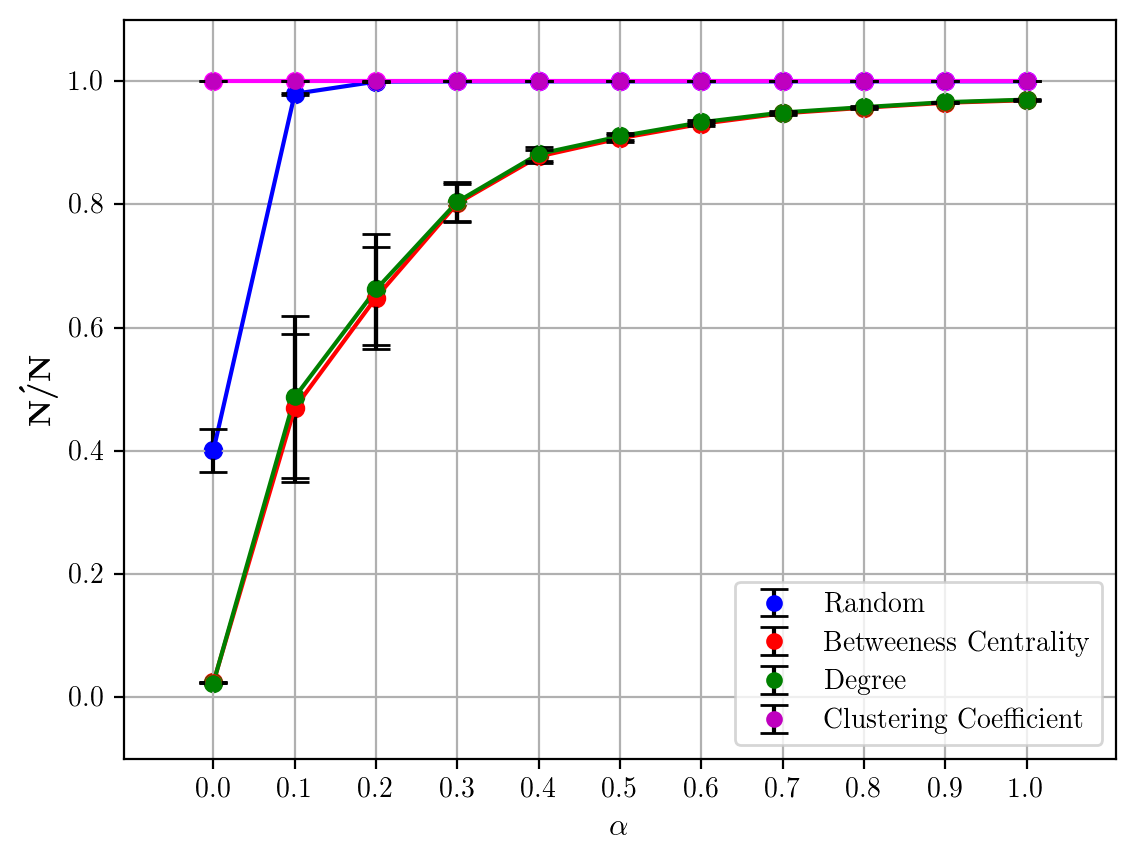 1.0
0.8
0.6
0.4
0.2
0.0
N´/N
Random
Betweeness Centrality
Degree
Clustering Coefficient
0.0 0.1 0.2 0.3 0.4 0.5 0.6 0.7 0.8 0.9 1.0
α